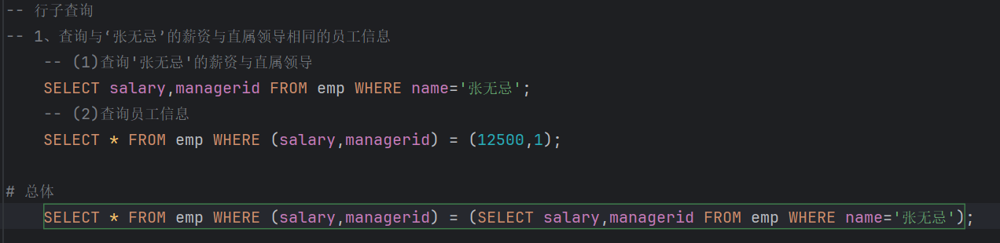 -- 行子查询
-- 1、查询与‘张无忌’的薪资与直属领导相同的员工信息
-- (1)查询'张无忌'的薪资与直属领导
SELECT salary,managerid FROM emp WHERE name='张无忌';
-- (2)查询员工信息
SELECT * FROM emp WHERE (salary,managerid) = (12500,1);
# 总体
SELECT * FROM emp WHERE (salary,managerid) = (SELECT salary,managerid FROM emp WHERE name='张无忌');